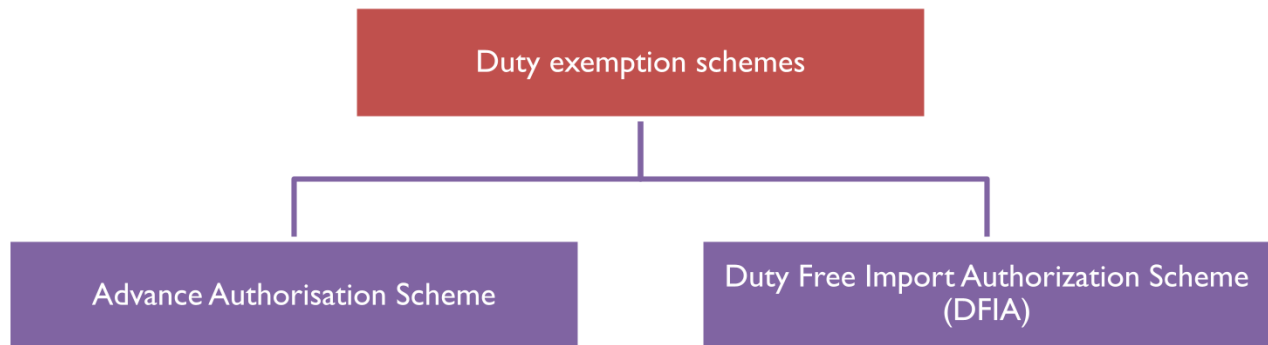 Duty exemption schemes
Advance Authorisation Scheme
Duty Free Import Authorization Scheme
(DFIA)